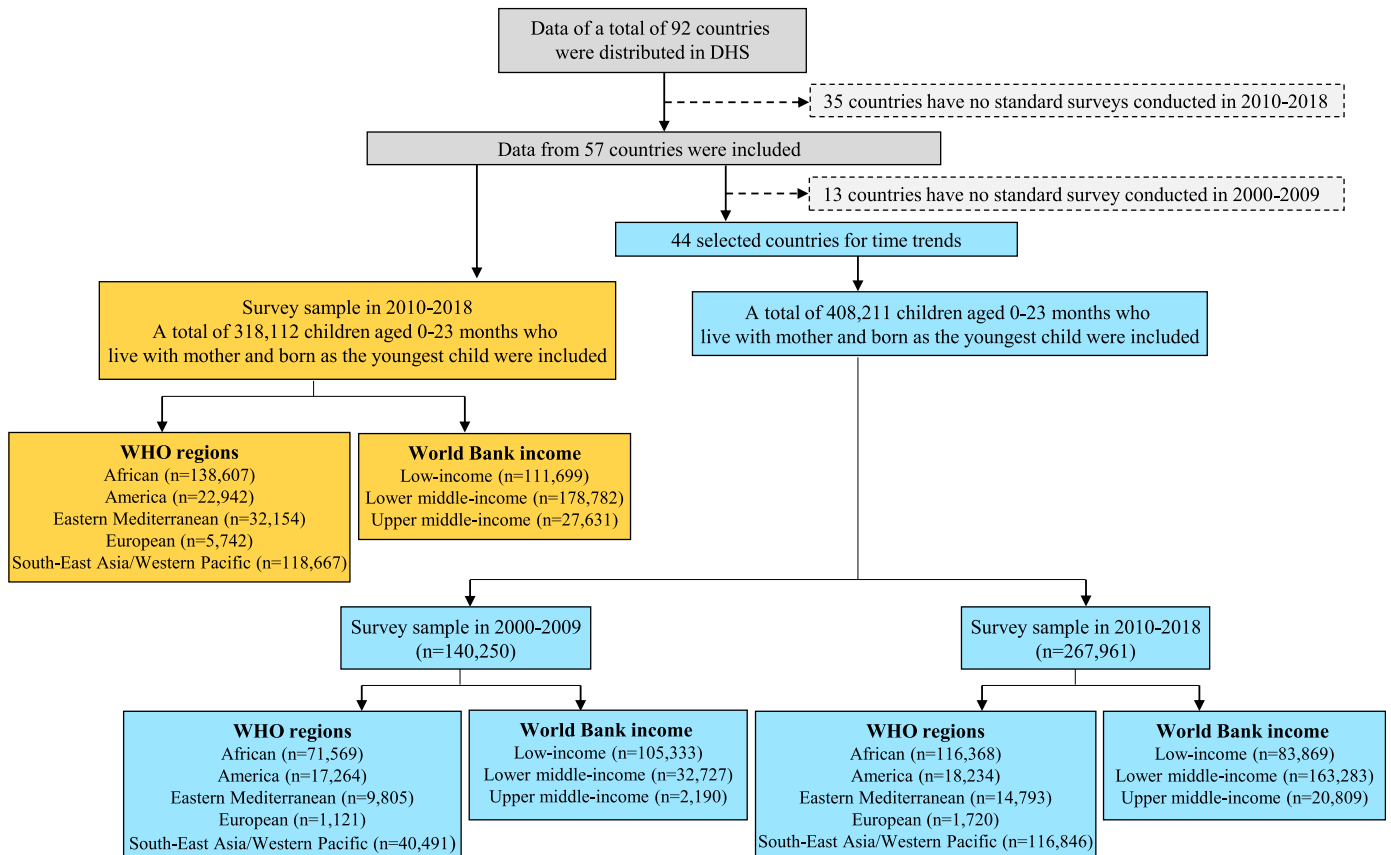 Data of a total of 92 countries
were distributed in DHS
35 countries have no standard surveys conducted in 2010-2018
Data from 57 countries were included
13 countries have no standard survey conducted in 2000-2009
44 selected countries for time trends
Survey sample in 2010-2018
A total of 318,112 children aged 0-23 months who
live with mother and born as the youngest child were included
A total of 408,211 children aged 0-23 months who
live with mother and born as the youngest child were included
WHO regions
African (n=138,607)
America (n=22,942)
Eastern Mediterranean (n=32,154)
European (n=5,742)
South-East Asia/Western Pacific (n=118,667)
World Bank income
Low-income (n=111,699)
Lower middle-income (n=178,782)
Upper middle-income (n=27,631)
Survey sample in 2000-2009
(n=140,250)
Survey sample in 2010-2018
(n=267,961)
WHO regions
African (n=71,569)
America (n=17,264)
Eastern Mediterranean (n=9,805)
European (n=1,121)
South-East Asia/Western Pacific (n=40,491)
World Bank income
Low-income (n=105,333)
Lower middle-income (n=32,727)
Upper middle-income (n=2,190)
WHO regions
African (n=116,368)
America (n=18,234)
Eastern Mediterranean (n=14,793)
European (n=1,720)
South-East Asia/Western Pacific (n=116,846)
World Bank income
Low-income (n=83,869)
Lower middle-income (n=163,283)
Upper middle-income (n=20,809)